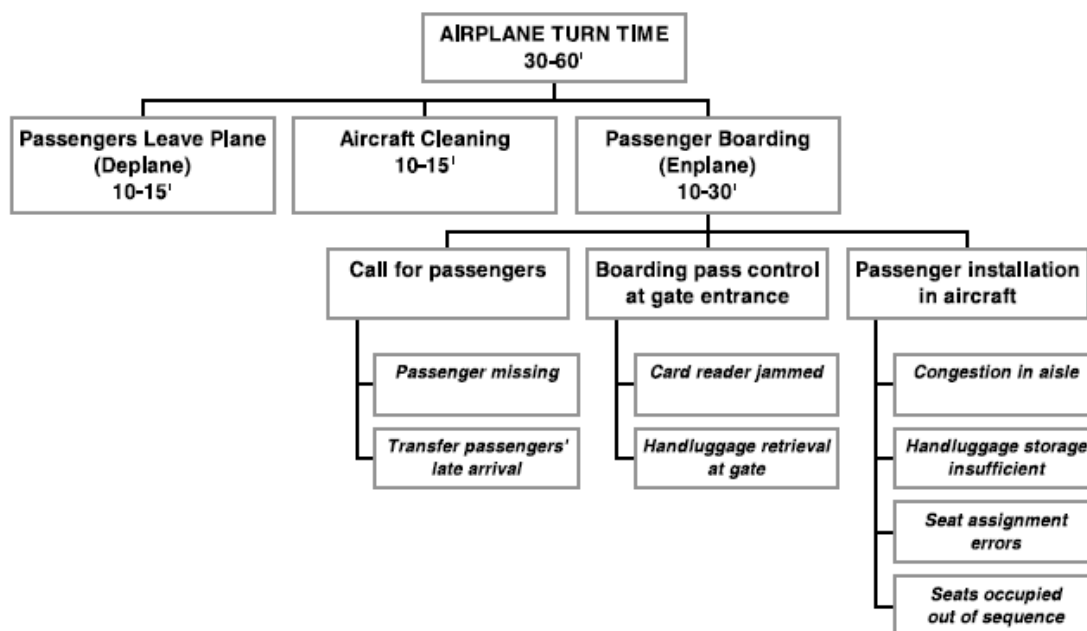 AIRPLANE TURN TIME
30-60'
Passengers Leave Plane
(Deplane)
10-15'
Aircraft Cleaning
10-15'
Passenger Boarding
(Enplane)
10-30'
Call for passengers
Boarding pass control
at gate entrance
Passenger installation
in aircraft
Passenger missing
Card reader jammed
Congestion in aisle
Transfer passengers'
late arrival
Handluggage retrieval
at gate
Handluggage storage
insufficient
Seat assignment
errors
Seats occupied
out of sequence